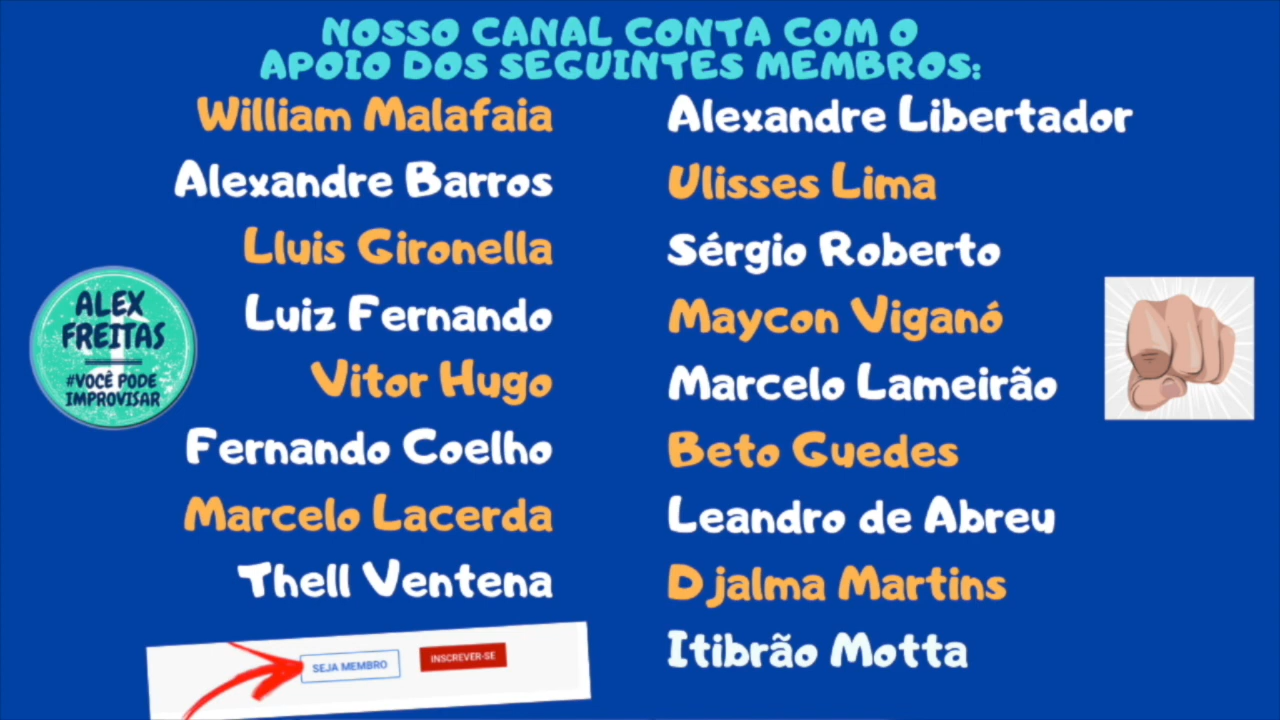 NOSSO CANAL CONTA COM O
APOIO DOS SEGUINTES MEMBROS:
William Malafaia
Alexandre Barros
Lluis Gironella
Luiz Fernando
Vitor Hugo
Fernando Coelho
Marcelo Lacerda
Thell Ventena
Alexandre Libertador
Ulisses Lima
Sérgio Roberto
Maycon Viganó
Marcelo Lameirão
Beto Guedes
Leandro de Abreu
Djalma Martins
Itibrão Motta
ALEX
FREITAS
#VOCÊ PODE
IMPROVISAR
SEJA MEMBRO
INSCREVER-SE